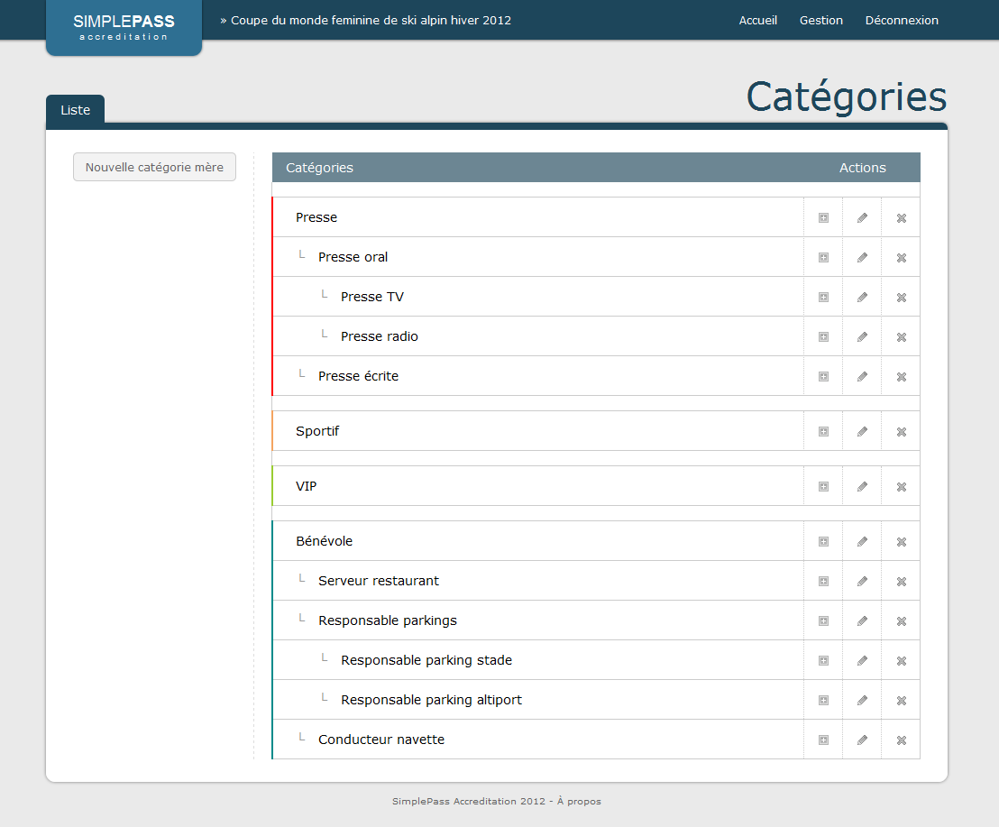 SIMPLEPASS
accreditation
» Coupe du monde feminine de ski alpin hiver 2012
Accueil Gestion Déconnexion
Catégories
Liste
Nouvelle catégorie mère
Catégories Actions
Presse
Presse oral
Presse TV
Presse radio
Presse écrite
Sportif
VIP
Bénévole
Serveur restaurant
Responsable parkings
Responsable parking stade
Responsable parking altiport
Conducteur navette
SimplePass Accreditation 2012 - À propos